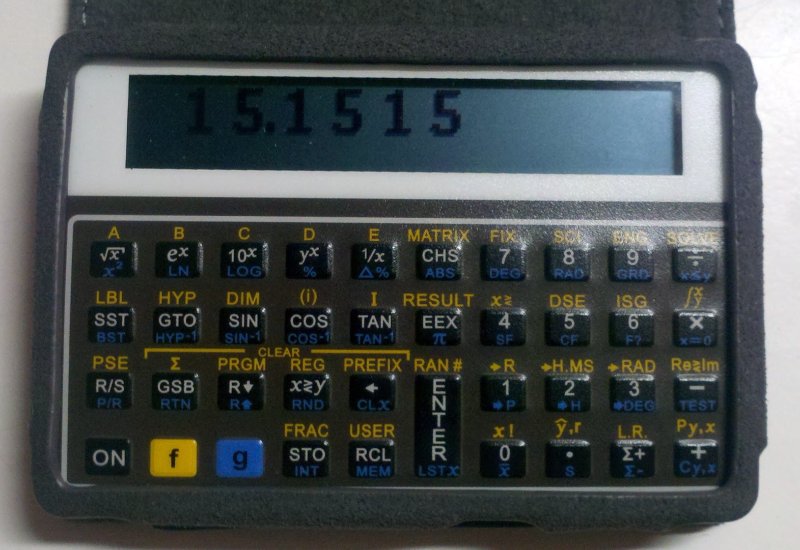 15.1515
A B C D E MATRIX FIX SCI ENG SOLVE
√x eˣ 10ˣ yˣ 1/x CHS 7 8 9 ÷
x² LN LOG % Δ% ABS DEG RAD GRD x≤y
LBL HYP DIM (i) I RESULT x≷ DSE ISG ∫
SST GTO SIN COS TAN EEX 4 5 6 ×
BST HYP⁻¹ SIN⁻¹ COS⁻¹ TAN⁻¹ π SF CF F? x=0
CLEAR
PSE Σ PRGM REG PREFIX RAN # →R →H.MS →RAD Re≷Im
R/S GSB R↓ x≷y ← ENTER 1 2 3 −
P/R RTN R↑ RND CLx →P →H →DEG TEST
FRAC USER x! ŷ,r L.R. Py,x
ON f g STO RCL 0 . Σ+ +
INT MEM LSTx x̄ s Σ- Cy,x